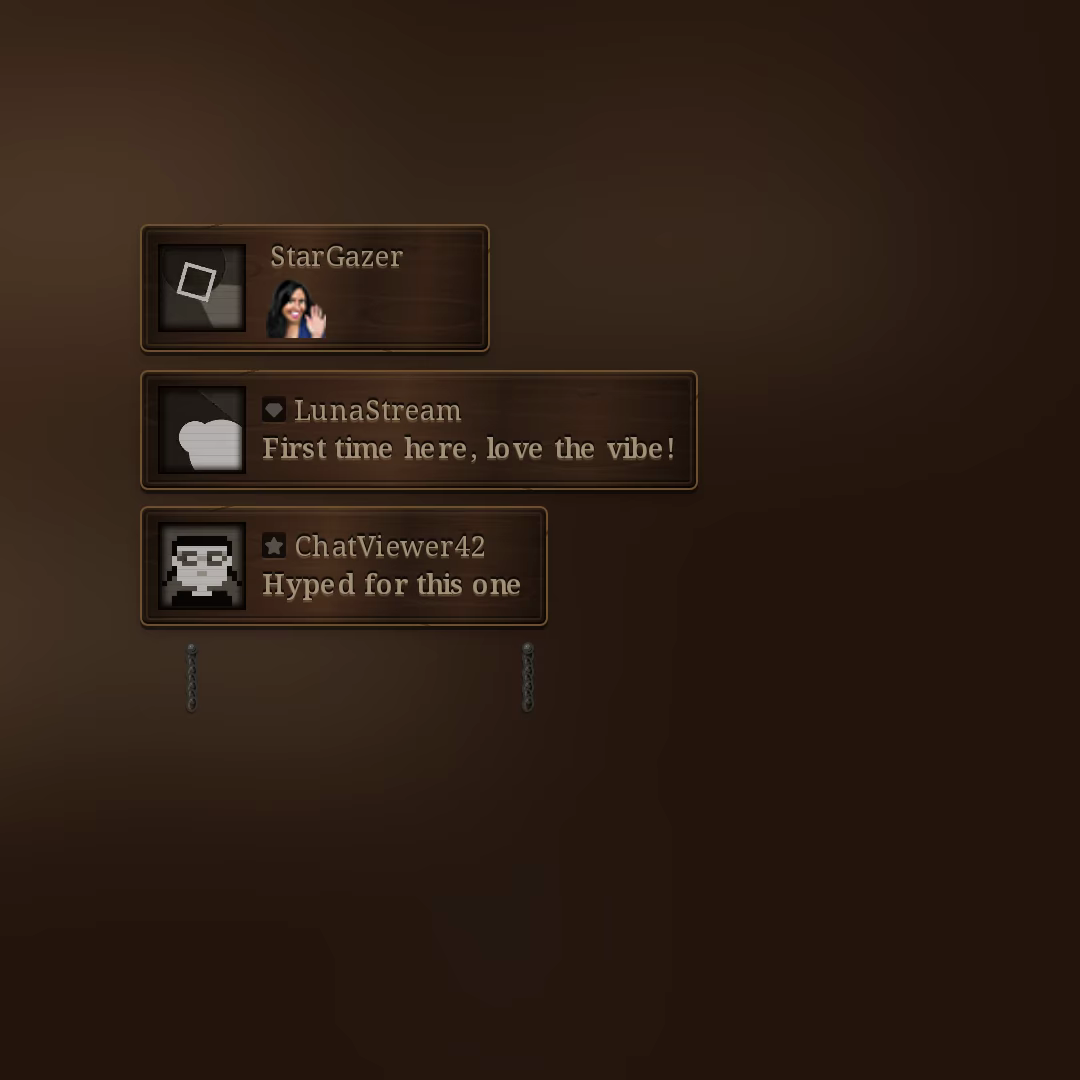 StarGazer
LunaStream
First time here, love the vibe!
ChatViewer42
Hyped for this one